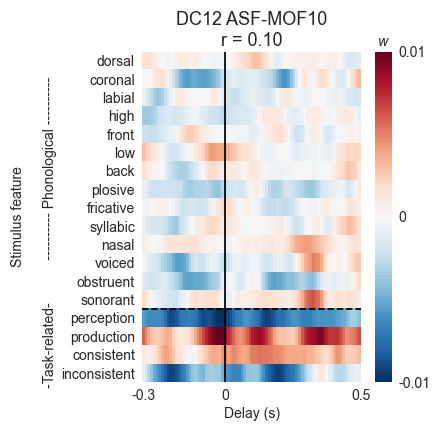 DC12 ASF-MOF10
r = 0.10
w
dorsal
coronal
labial
high
front
low
back
plosive
fricative
syllabic
nasal
voiced
obstruent
sonorant
perception
production
consistent
inconsistent
Stimulus feature
-Task-related- ---------- Phonological ----------
0.01
0
-0.01
-0.3
0
0.5
Delay (s)